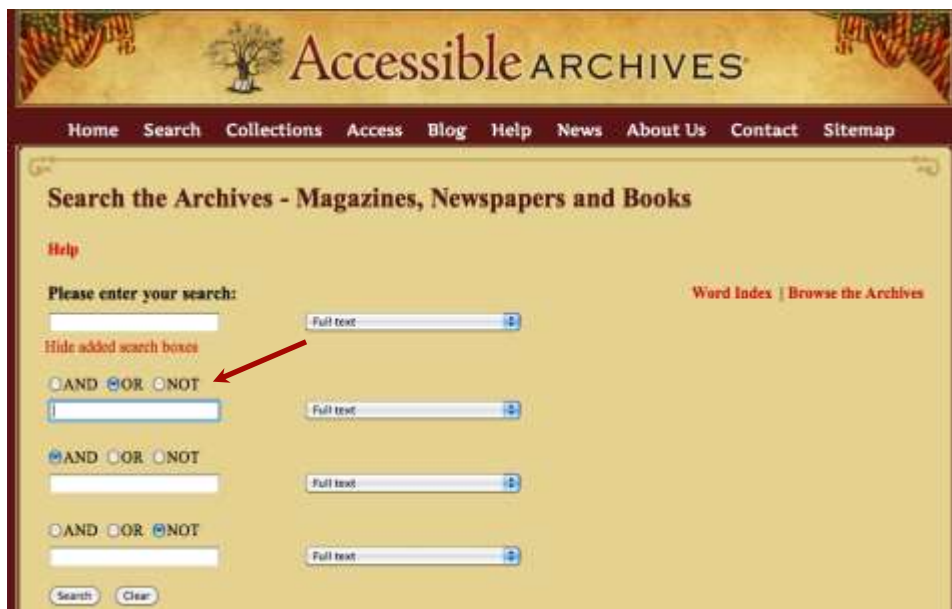 Accessible ARCHIVES
Home Search Collections Access Blog Help News About Us Contact Sitemap
Search the Archives - Magazines, Newspapers and Books
Help
Please enter your search:
Word Index | Browse the Archives
Full text
Hide added search boxes
AND OR NOT
Full text
AND OR NOT
Full text
AND OR NOT
Full text
Search Clear